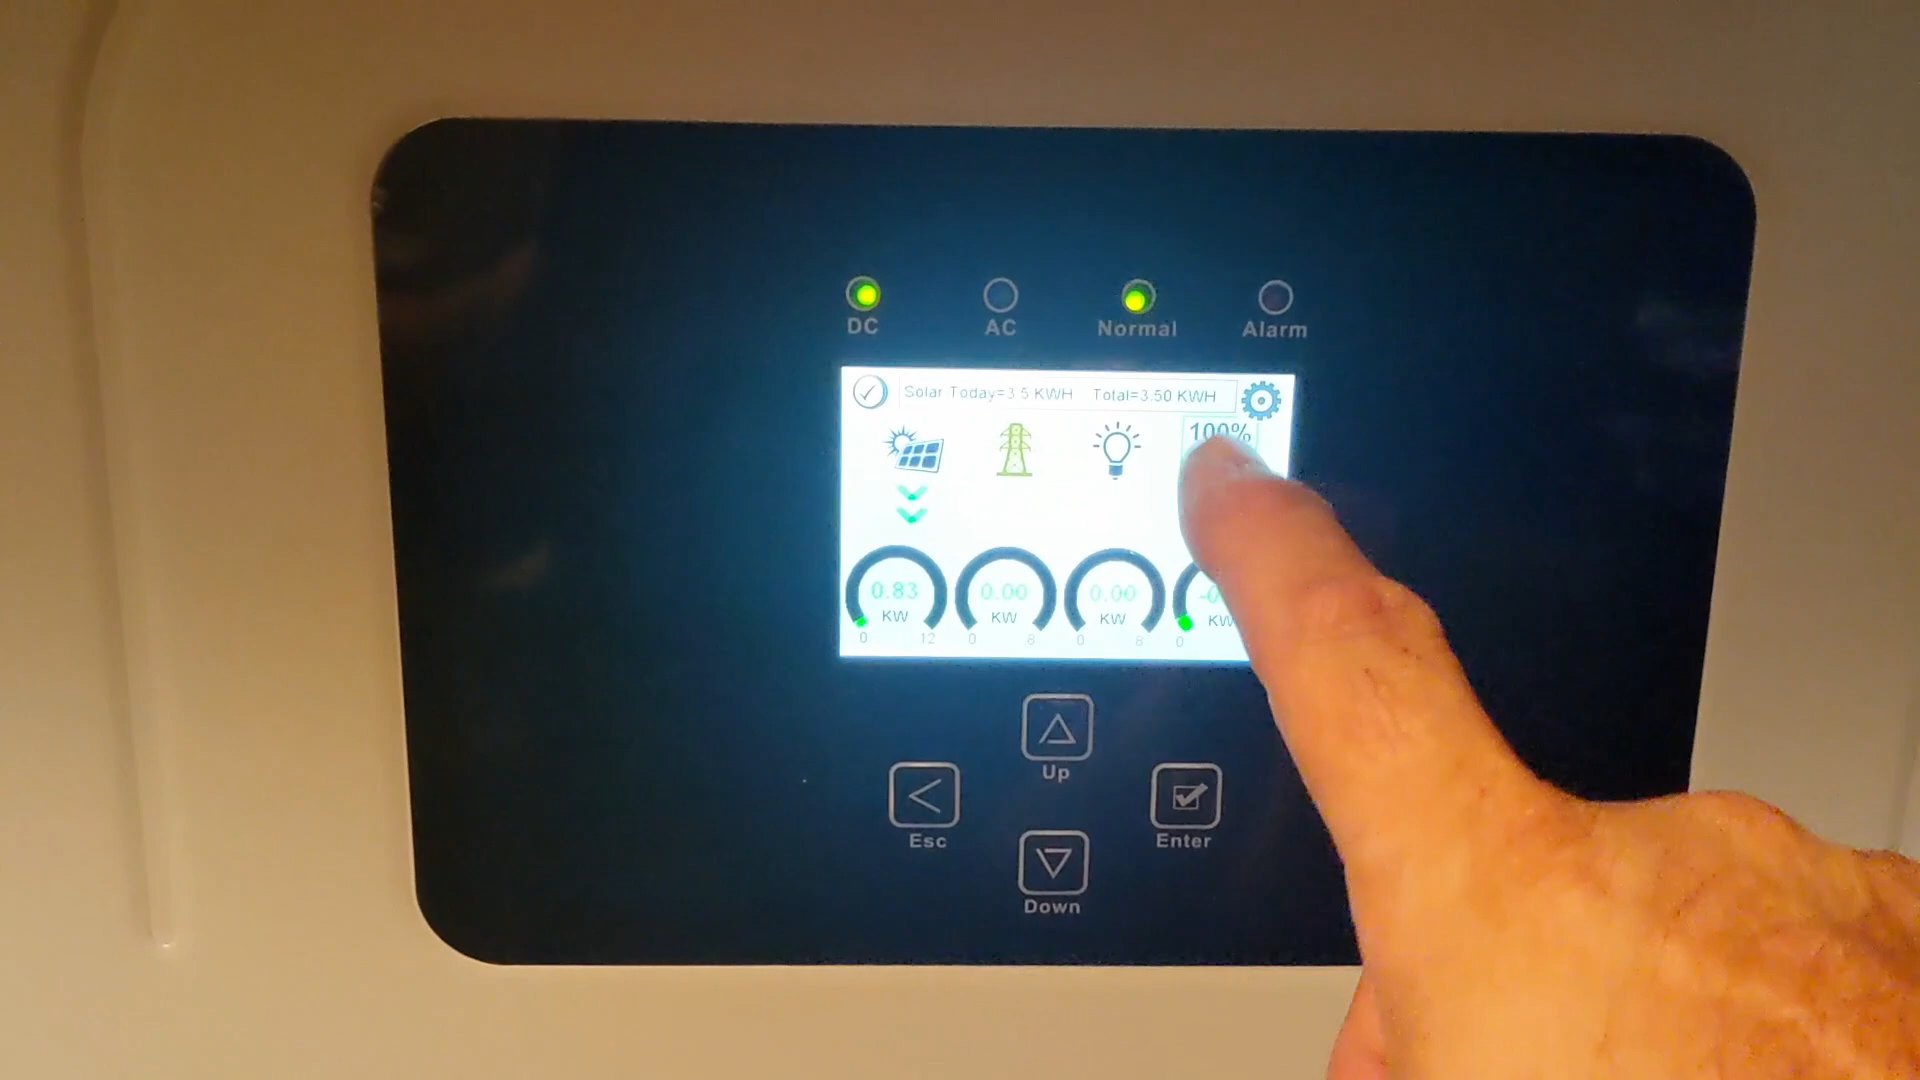 DC AC Normal Alarm
Solar Today=3.5 KWH Total=3.50 KWH
100%
0.83 0.00 0.00 -0
KW KW KW KW
0 12 0 8 0 8 0
Up
Esc Enter
Down